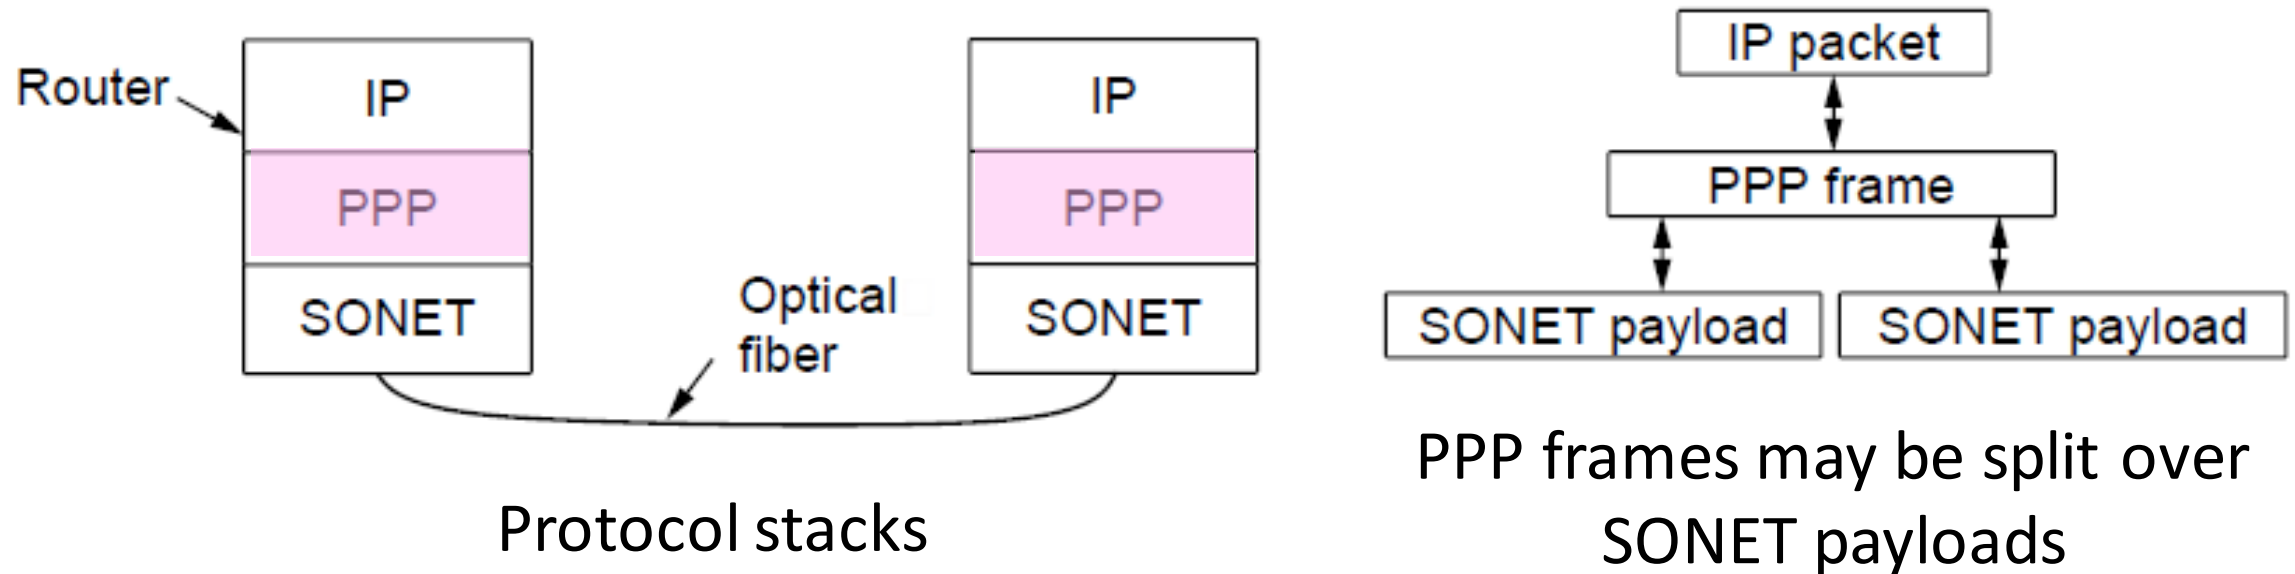 Router
IP
PPP
SONET
Optical
fiber
IP
PPP
SONET
Protocol stacks
IP packet
PPP frame
SONET payload
SONET payload
PPP frames may be split over
SONET payloads